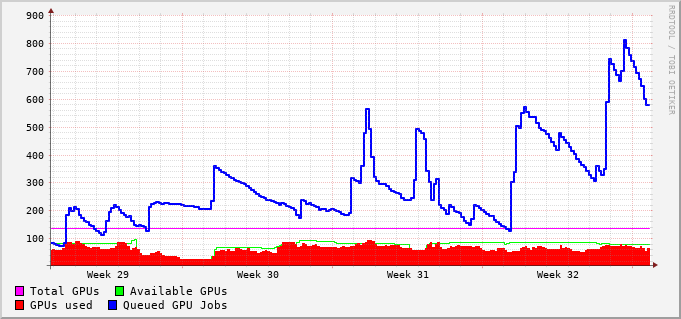 900
800
700
600
500
400
300
200
100
Week 29 Week 30 Week 31 Week 32
Total GPUs Available GPUs
GPUs used Queued GPU Jobs
RRDTOOL / TOBI OETIKER